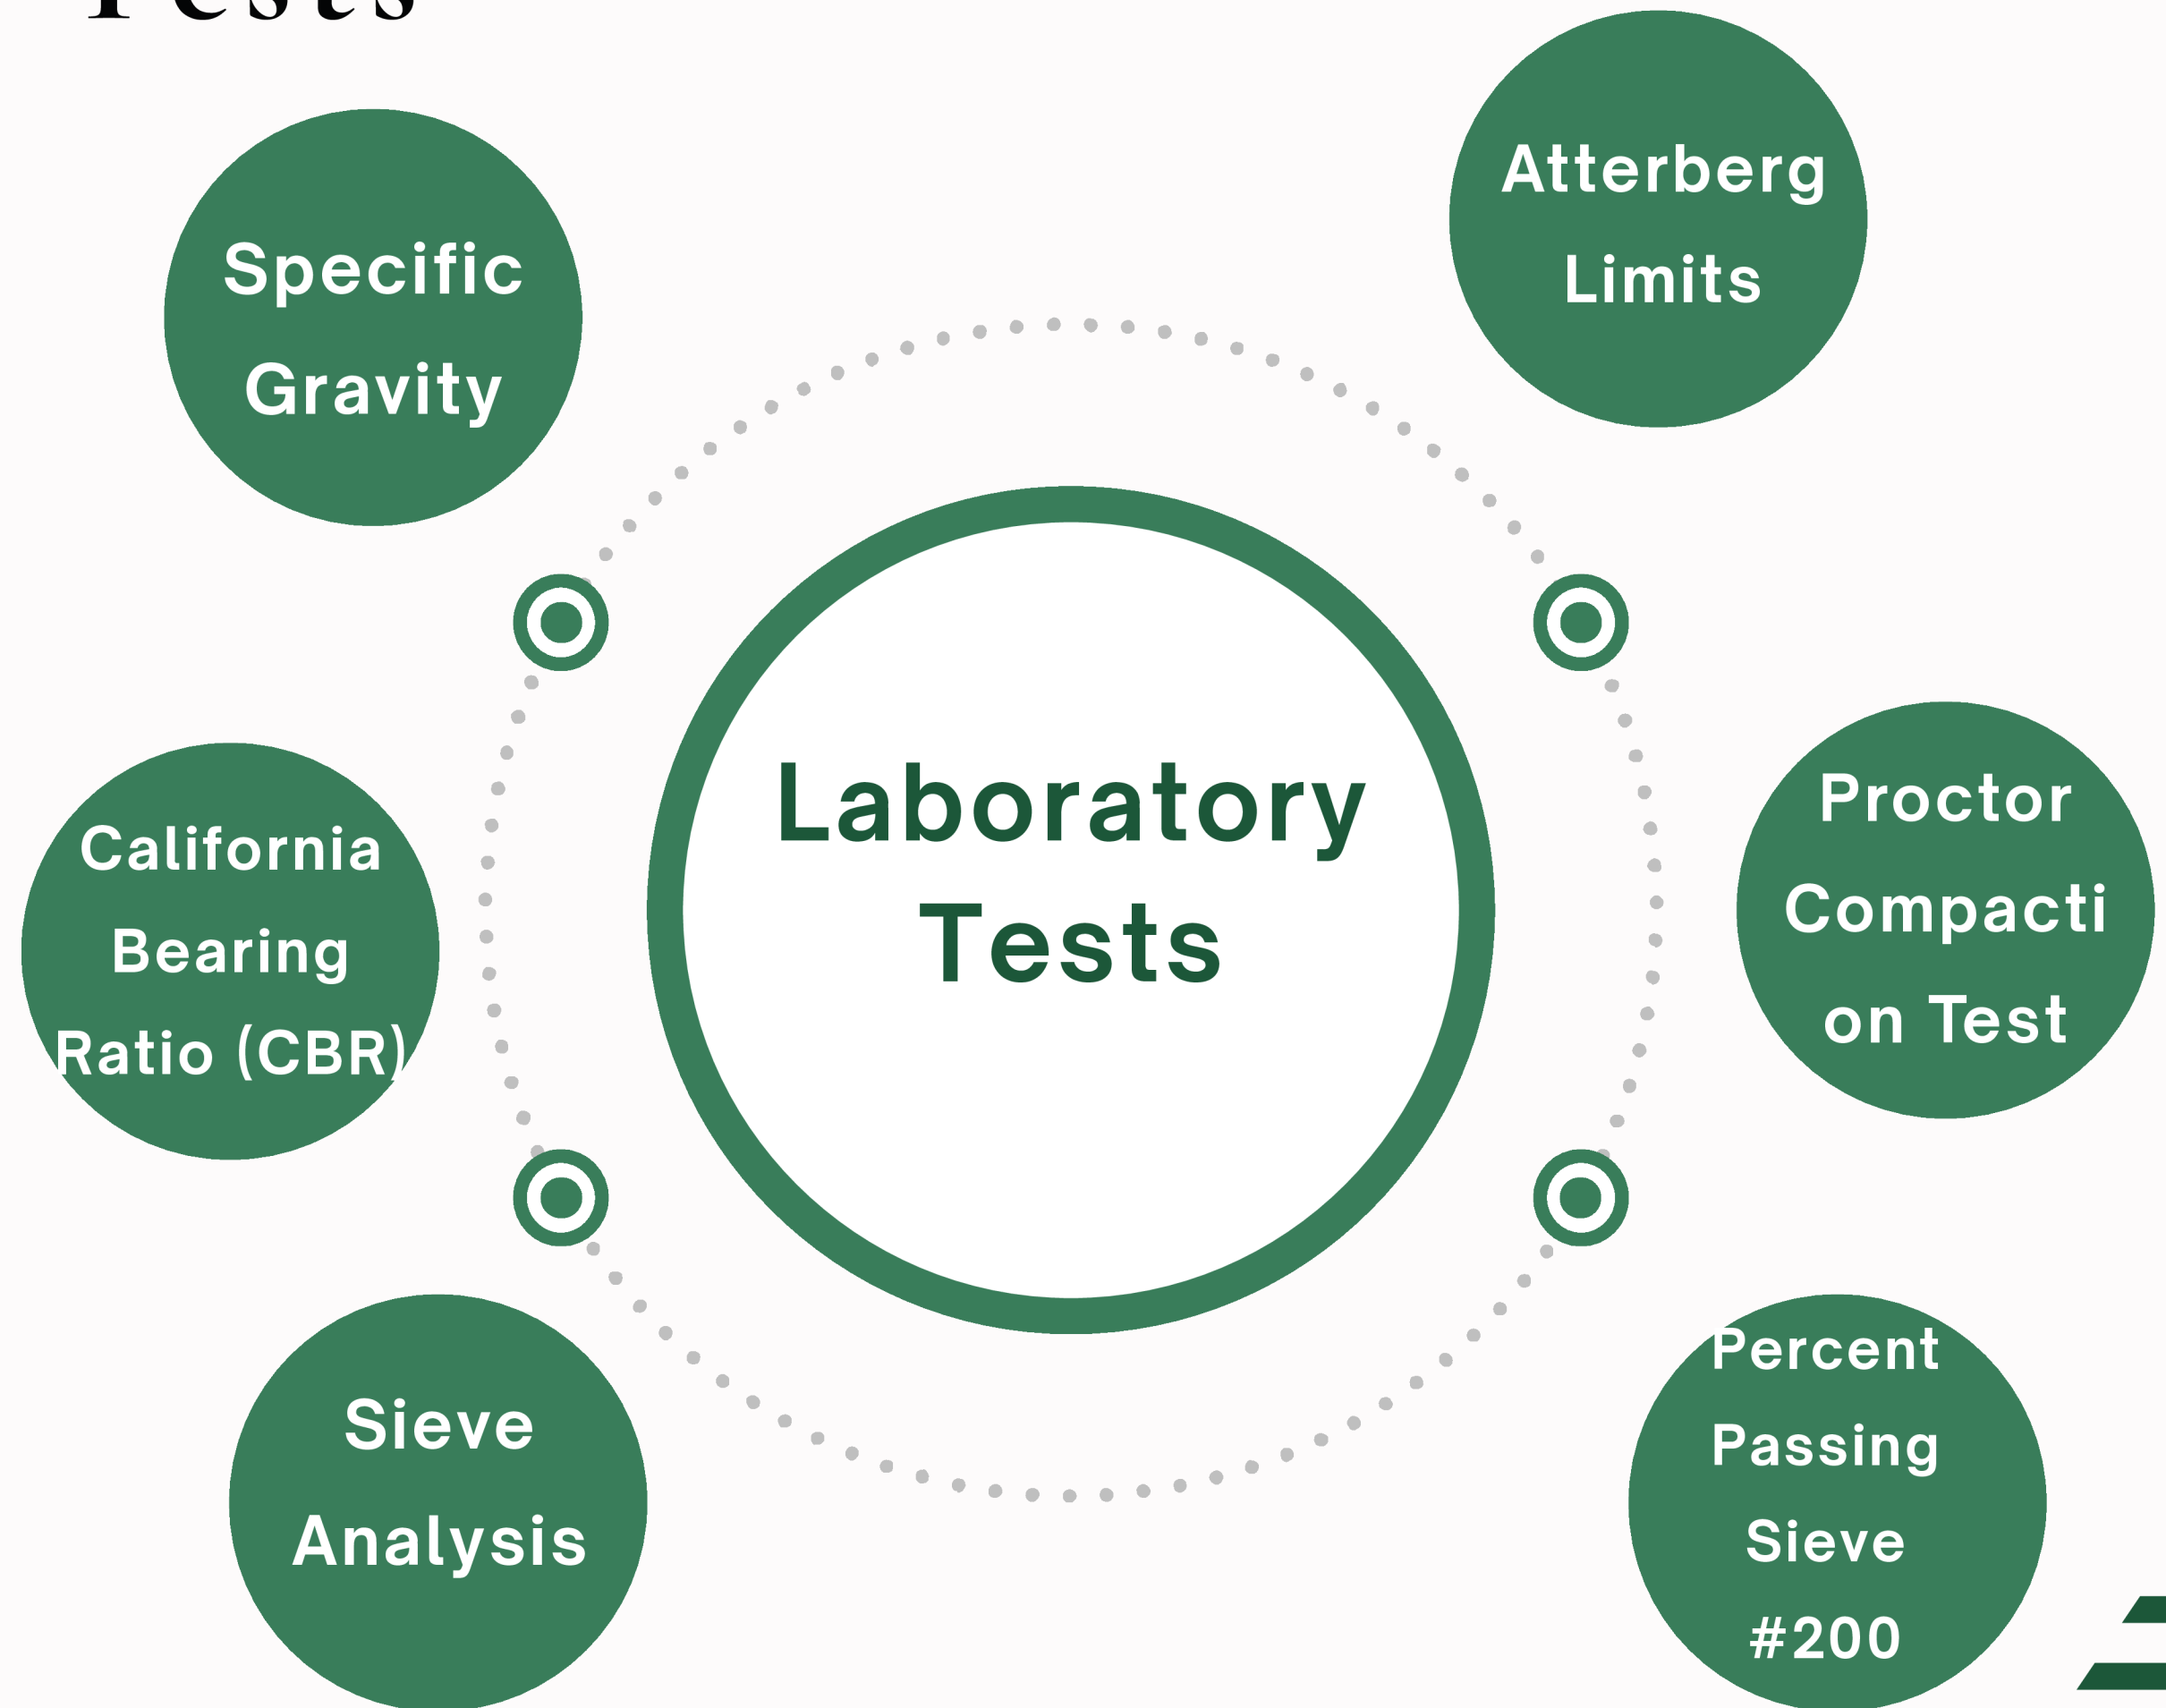 Tests
Specific
Gravity
Atterberg
Limits
Laboratory
Tests
California
Bearing
Ratio (CBR)
Proctor
Compacti
on Test
Sieve
Analysis
Percent
Passing
Sieve
#200